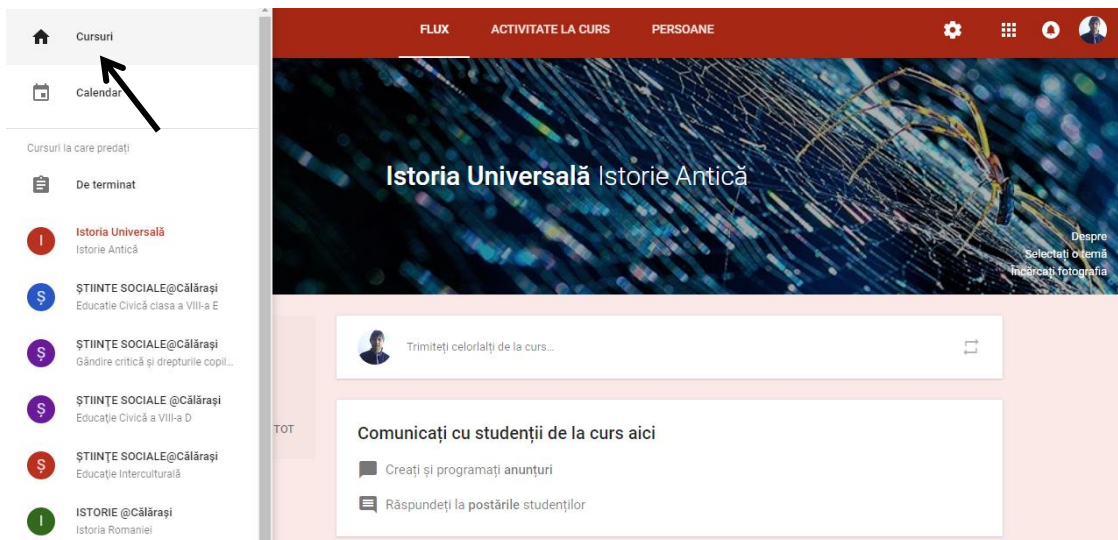 Cursuri
Calendar
Cursuri la care predați
De terminat
I
Istoria Universală
Istorie Antică
Ș
ȘTIINTE SOCIALE@Călărași
Educatie Civică clasa a VIII-a E
Ș
ȘTIINȚE SOCIALE@Călărași
Gândire critică și drepturile copil...
Ș
ȘTIINȚE SOCIALE @Călărași
Educație Civică a VIII-a D
Ș
ȘTIINȚE SOCIALE@Călărași
Educație Interculturală
I
ISTORIE @Călărași
Istoria Romaniei
FLUX ACTIVITATE LA CURS PERSOANE
Istoria Universală Istorie Antică
Despre
Selectați o temă
Încărcați fotografia
TOT
Trimiteți celorlalți de la curs...
Comunicați cu studenții de la curs aici
Creați și programați anunțuri
Răspundeți la postările studenților